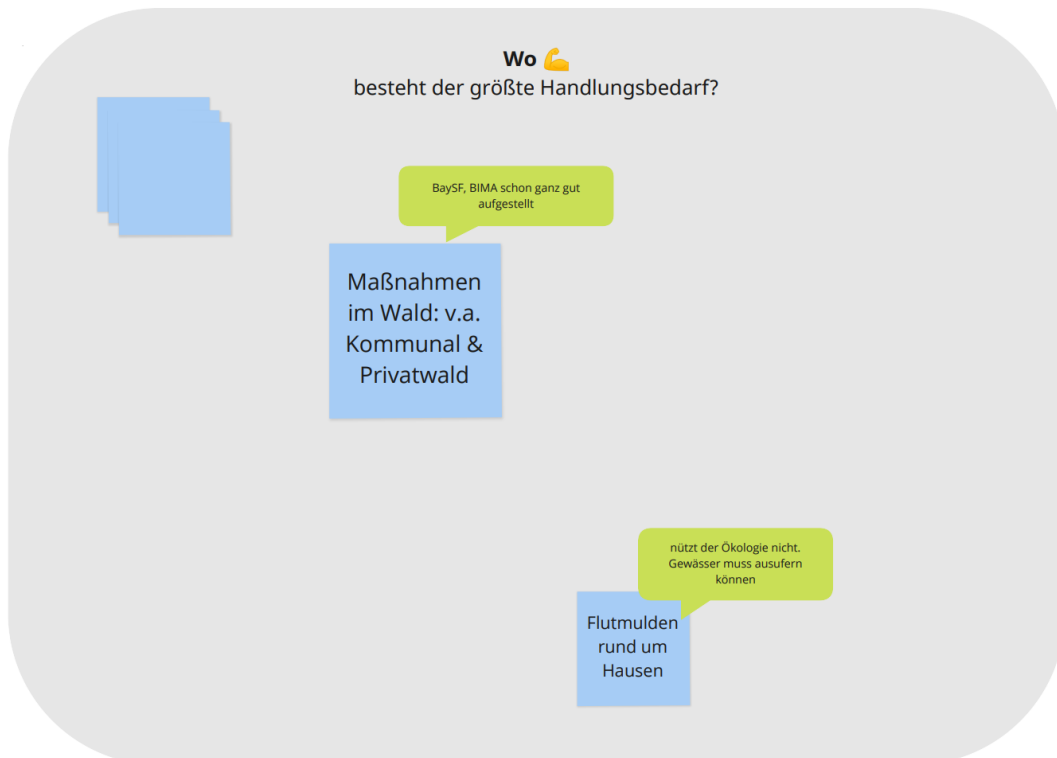 Wo 💪
besteht der größte Handlungsbedarf?
BaySF, BIMA schon ganz gut
aufgestellt
Maßnahmen
im Wald: v.a.
Kommunal &
Privatwald
nützt der Ökologie nicht.
Gewässer muss ausufern
können
Flutmulden
rund um
Hausen